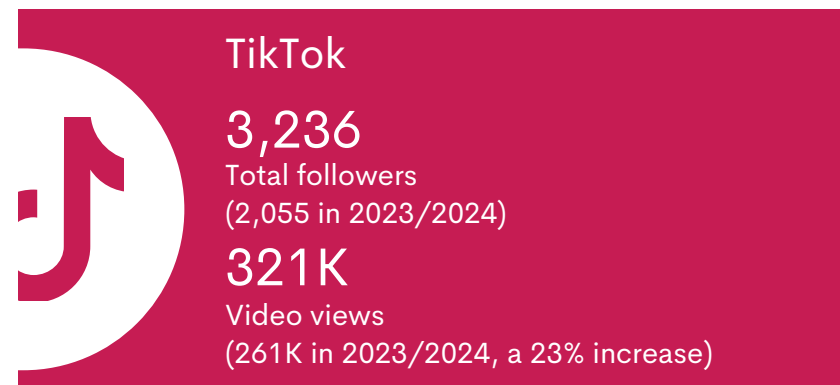 TikTok
3,236
Total followers
(2,055 in 2023/2024)
321K
Video views
(261K in 2023/2024, a 23% increase)